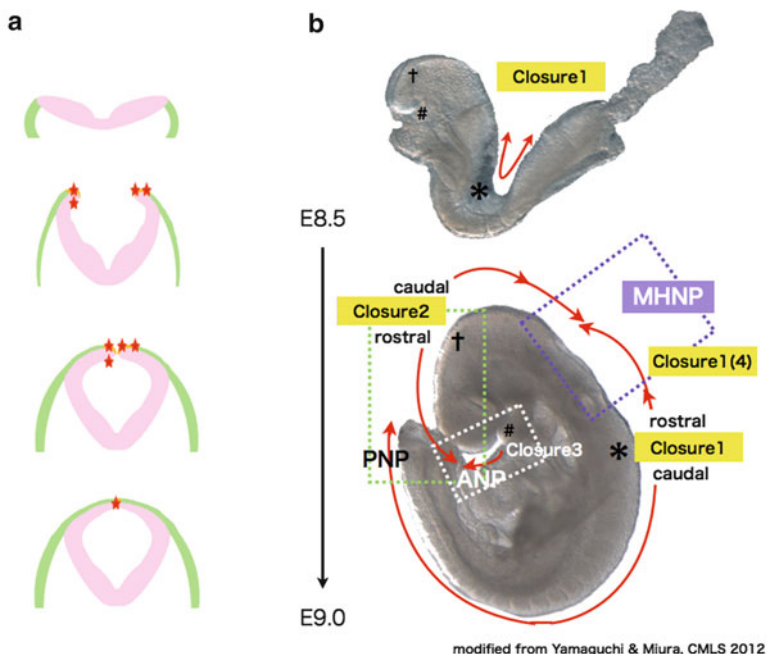 a
b
Closure1
†
#
*
E8.5
caudal
MHNP
Closure2
rostral
†
Closure1(4)
rostral
#
*
Closure1
Closure3
PNP
ANP
caudal
E9.0
modified from Yamaguchi & Miura, CMLS 2012